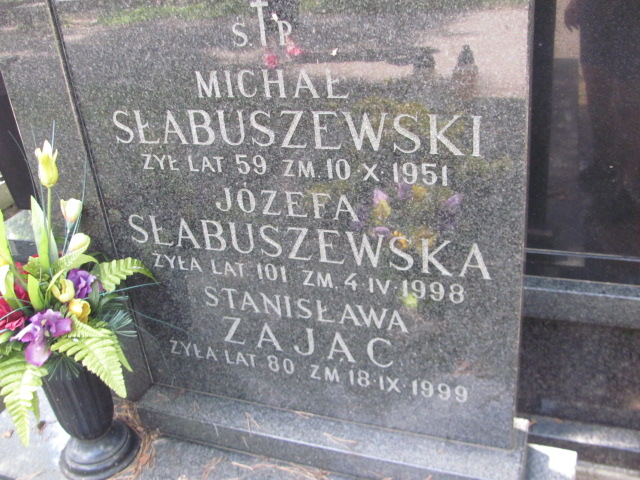 Ś.P.
MICHAŁ
SŁABUSZEWSKI
ŻYŁ LAT 59 ZM. 10·X·1951
JÓZEFA
SŁABUSZEWSKA
ŻYŁA LAT 101 ZM. 4·IV·1998
STANISŁAWA
ZAJĄC
ŻYŁA LAT 80 ZM 18·IX·1999